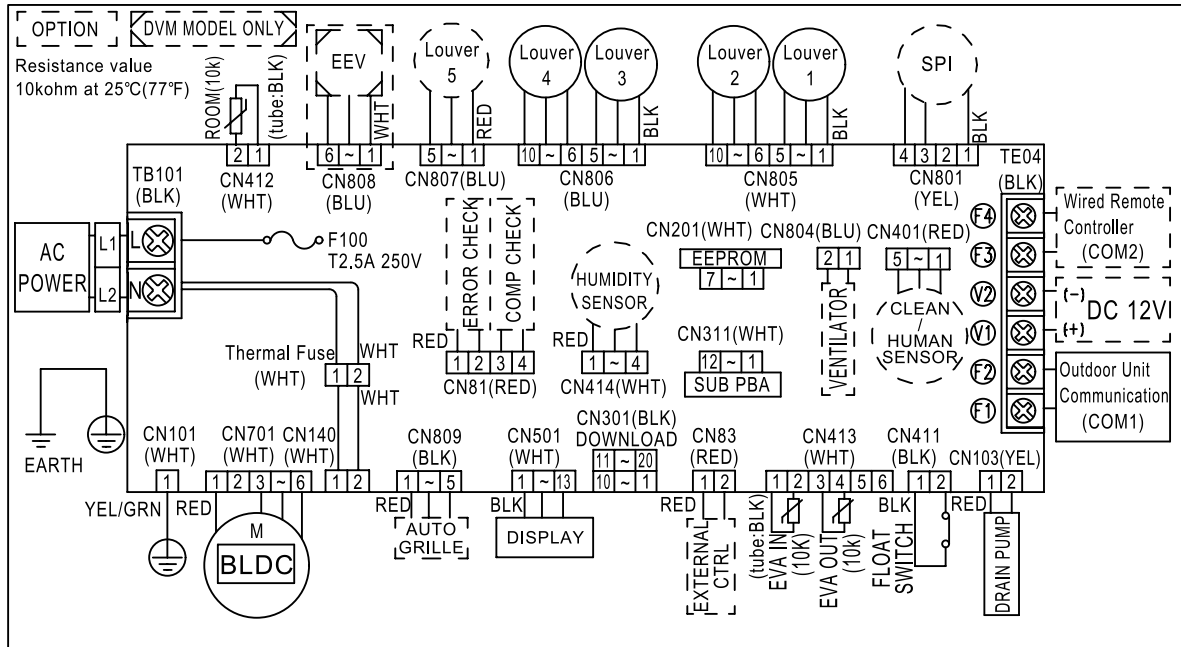 OPTION
DVM MODEL ONLY
Resistance value
10kohm at 25℃(77℉)
ROOM(10k)
(tube:BLK)
EEV
WHT
Louver
5
RED
Louver
4
Louver
3
BLK
Louver
2
Louver
1
BLK
SPI
BLK
2 1
6 ~ 1
5 ~ 1
10 ~ 6 5 ~ 1
10 ~ 6 5 ~ 1
4 3 2 1
TB101
(BLK)
CN412
(WHT)
CN808
(BLU)
CN807(BLU)
CN806
(BLU)
CN805
(WHT)
CN801
(YEL)
TE04
(BLK)
AC
POWER
L1
L2
L
N
F100
T2.5A 250V
ERROR CHECK
COMP CHECK
RED
1 2 3 4
CN81(RED)
HUMIDITY
SENSOR
RED
1 ~ 4
CN414(WHT)
CN201(WHT)
EEPROM
7 ~ 1
CN311(WHT)
12 ~ 1
SUB PBA
CN804(BLU)
2 1
VENTILATOR
CN401(RED)
5 ~ 1
CLEAN
/
HUMAN
SENSOR
F4
F3
V2
V1
F2
F1
Wired Remote
Controller
(COM2)
(-)
DC 12V
(+)
Outdoor Unit
Communication
(COM1)
Thermal Fuse
(WHT)
WHT
1 2
WHT
EARTH
CN101
(WHT)
1
YEL/GRN
CN701
(WHT)
1 2 3 ~ 6
RED
M
BLDC
CN140
(WHT)
1 2
CN809
(BLK)
1 ~ 5
RED
AUTO
GRILLE
CN501
(WHT)
1 ~ 13
BLK
DISPLAY
CN301(BLK)
DOWNLOAD
11 ~ 20
10 ~ 1
CN83
(RED)
1 2
RED
EXTERNAL
CTRL
CN413
(WHT)
1 2 3 4 5 6
(tube:BLK)
EVA IN
(10K)
EVA OUT
(10k)
CN411
(BLK)
1 2
BLK
FLOAT
SWITCH
CN103(YEL)
1 2
RED
DRAIN PUMP